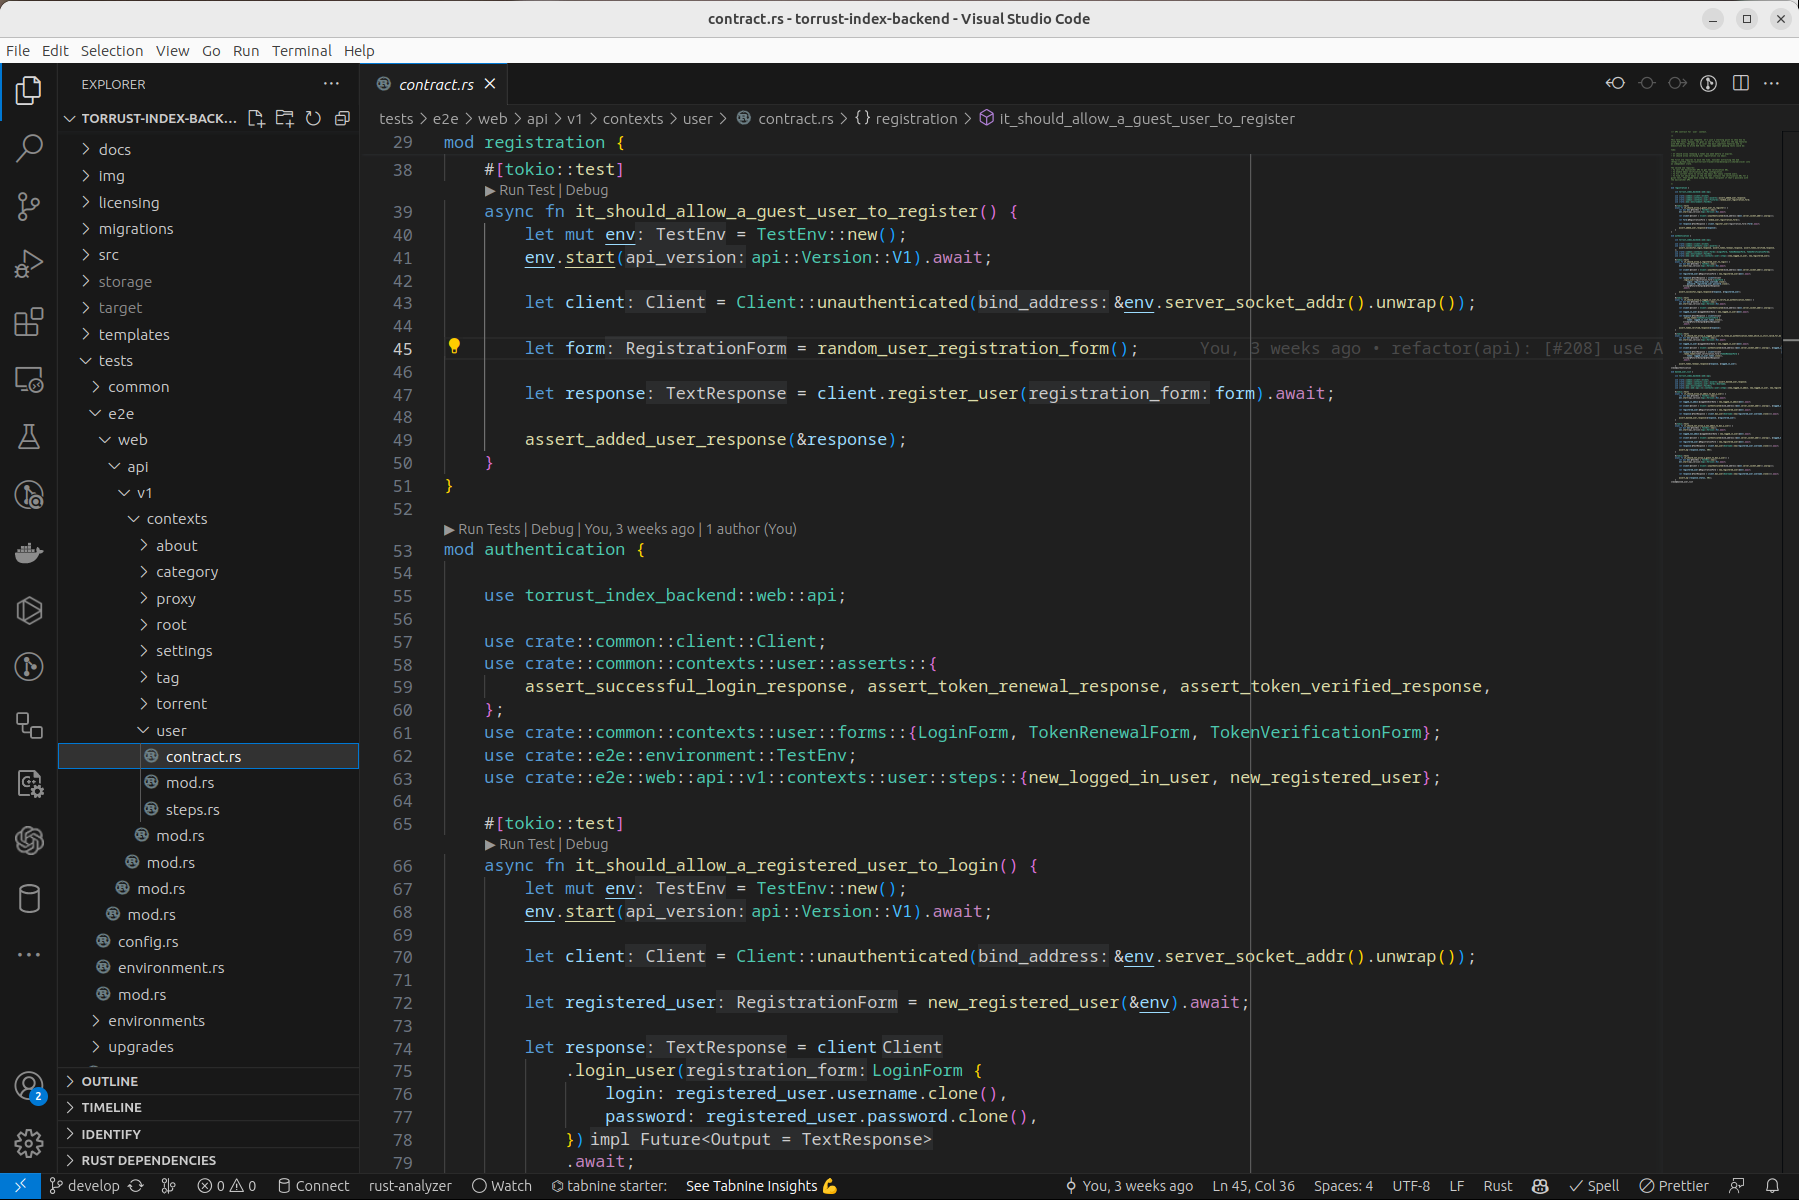 contract.rs - torrust-index-backend - Visual Studio Code
File Edit Selection View Go Run Terminal Help
EXPLORER
TORRUST-INDEX-BACK...
docs
img
licensing
migrations
src
storage
target
templates
tests
common
e2e
web
api
v1
contexts
about
category
proxy
root
settings
tag
torrent
user
contract.rs
mod.rs
steps.rs
mod.rs
mod.rs
mod.rs
mod.rs
config.rs
environment.rs
mod.rs
environments
upgrades
OUTLINE
TIMELINE
IDENTIFY
RUST DEPENDENCIES
2
contract.rs
tests > e2e > web > api > v1 > contexts > user > contract.rs > {} registration > it_should_allow_a_guest_user_to_register
29 mod registration {
38 #[tokio::test]
▶ Run Test | Debug
39 async fn it_should_allow_a_guest_user_to_register() {
40 let mut env: TestEnv = TestEnv::new();
41 env.start(api_version: api::Version::V1).await;
42
43 let client: Client = Client::unauthenticated(bind_address: &env.server_socket_addr().unwrap());
44
45 let form: RegistrationForm = random_user_registration_form(); You, 3 weeks ago • refactor(api): [#208] use A
46
47 let response: TextResponse = client.register_user(registration_form: form).await;
48
49 assert_added_user_response(&response);
50 }
51 }
52
▶ Run Tests | Debug | You, 3 weeks ago | 1 author (You)
53 mod authentication {
54
55 use torrust_index_backend::web::api;
56
57 use crate::common::client::Client;
58 use crate::common::contexts::user::asserts::{
59 assert_successful_login_response, assert_token_renewal_response, assert_token_verified_response,
60 };
61 use crate::common::contexts::user::forms::{LoginForm, TokenRenewalForm, TokenVerificationForm};
62 use crate::e2e::environment::TestEnv;
63 use crate::e2e::web::api::v1::contexts::user::steps::{new_logged_in_user, new_registered_user};
64
65 #[tokio::test]
▶ Run Test | Debug
66 async fn it_should_allow_a_registered_user_to_login() {
67 let mut env: TestEnv = TestEnv::new();
68 env.start(api_version: api::Version::V1).await;
69
70 let client: Client = Client::unauthenticated(bind_address: &env.server_socket_addr().unwrap());
71
72 let registered_user: RegistrationForm = new_registered_user(&env).await;
73
74 let response: TextResponse = client Client
75 .login_user(registration_form: LoginForm {
76 login: registered_user.username.clone(),
77 password: registered_user.password.clone(),
78 }) impl Future<Output = TextResponse>
79 .await;
develop 0 0 Connect rust-analyzer Watch tabnine starter: See Tabnine Insights 💪 You, 3 weeks ago Ln 45, Col 36 Spaces: 4 UTF-8 LF Rust Spell Prettier